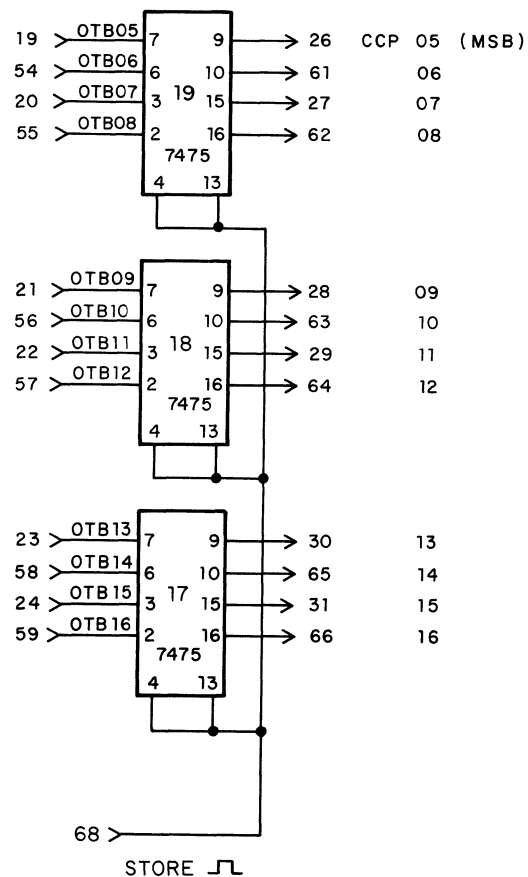 OTB05
19 7 9 26 CCP 05 (MSB)
OTB06
54 6 10 61 06
OTB07
20 3 19 15 27 07
OTB08
55 2 16 62 08
7475
4 13
OTB09
21 7 9 28 09
OTB10
56 6 10 63 10
OTB11
22 3 18 15 29 11
OTB12
57 2 16 64 12
7475
4 13
OTB13
23 7 9 30 13
OTB14
58 6 10 65 14
OTB15
24 3 17 15 31 15
OTB16
59 2 16 66 16
7475
4 13
68
STORE